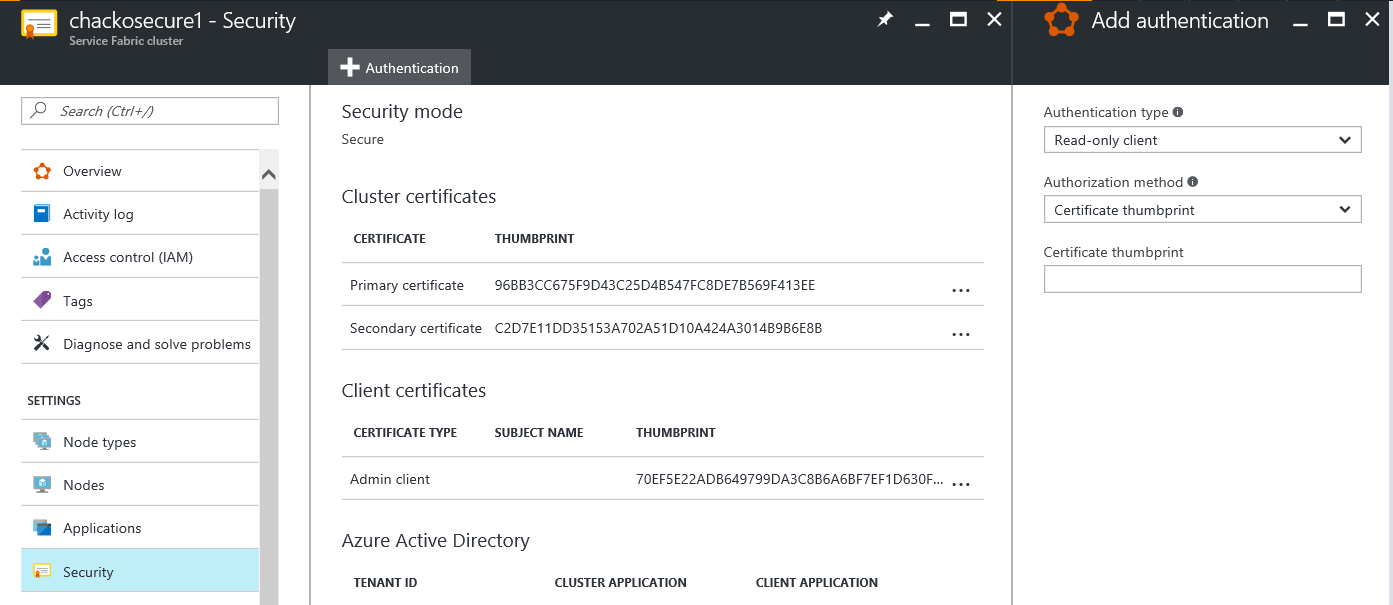 chackosecure1 - Security
Service Fabric cluster
Add authentication
Authentication
Search (Ctrl+/)
Overview
Activity log
Access control (IAM)
Tags
Diagnose and solve problems
SETTINGS
Node types
Nodes
Applications
Security
Security mode
Secure
Cluster certificates
CERTIFICATE THUMBPRINT
Primary certificate 96BB3CC675F9D43C25D4B547FC8DE7B569F413EE ...
Secondary certificate C2D7E11DD35153A702A51D10A424A3014B9B6E8B ...
Client certificates
CERTIFICATE TYPE SUBJECT NAME THUMBPRINT
Admin client 70EF5E22ADB649799DA3C8B6A6BF7EF1D630F... ...
Azure Active Directory
TENANT ID CLUSTER APPLICATION CLIENT APPLICATION
Authentication type
Read-only client
Authorization method
Certificate thumbprint
Certificate thumbprint